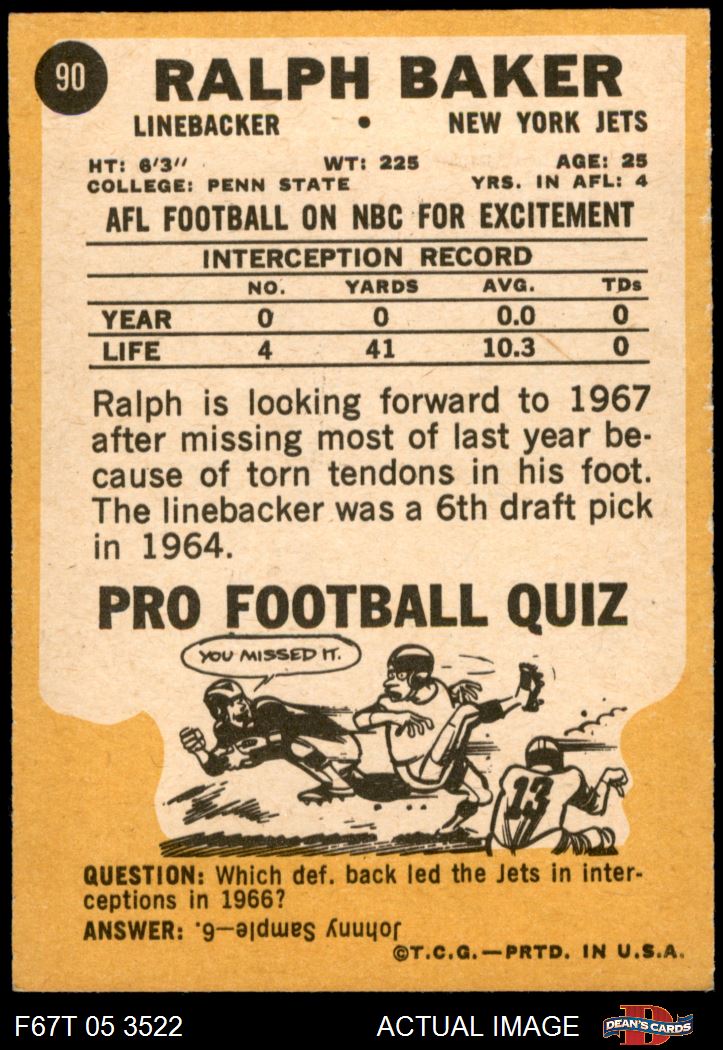 90
RALPH BAKER
LINEBACKER • NEW YORK JETS
HT: 6'3" WT: 225 AGE: 25
COLLEGE: PENN STATE YRS. IN AFL: 4
AFL FOOTBALL ON NBC FOR EXCITEMENT
INTERCEPTION RECORD
NO. YARDS AVG. TDs
YEAR 0 0 0.0 0
LIFE 4 41 10.3 0
Ralph is looking forward to 1967
after missing most of last year be-
cause of torn tendons in his foot.
The linebacker was a 6th draft pick
in 1964.
PRO FOOTBALL QUIZ
YOU MISSED IT.
13
QUESTION: Which def. back led the Jets in inter-
ceptions in 1966?
ANSWER: Johnny Sample—6.
©T.C.G.—PRTD. IN U.S.A.
F67T 05 3522 ACTUAL IMAGE
D
DEAN'S CARDS